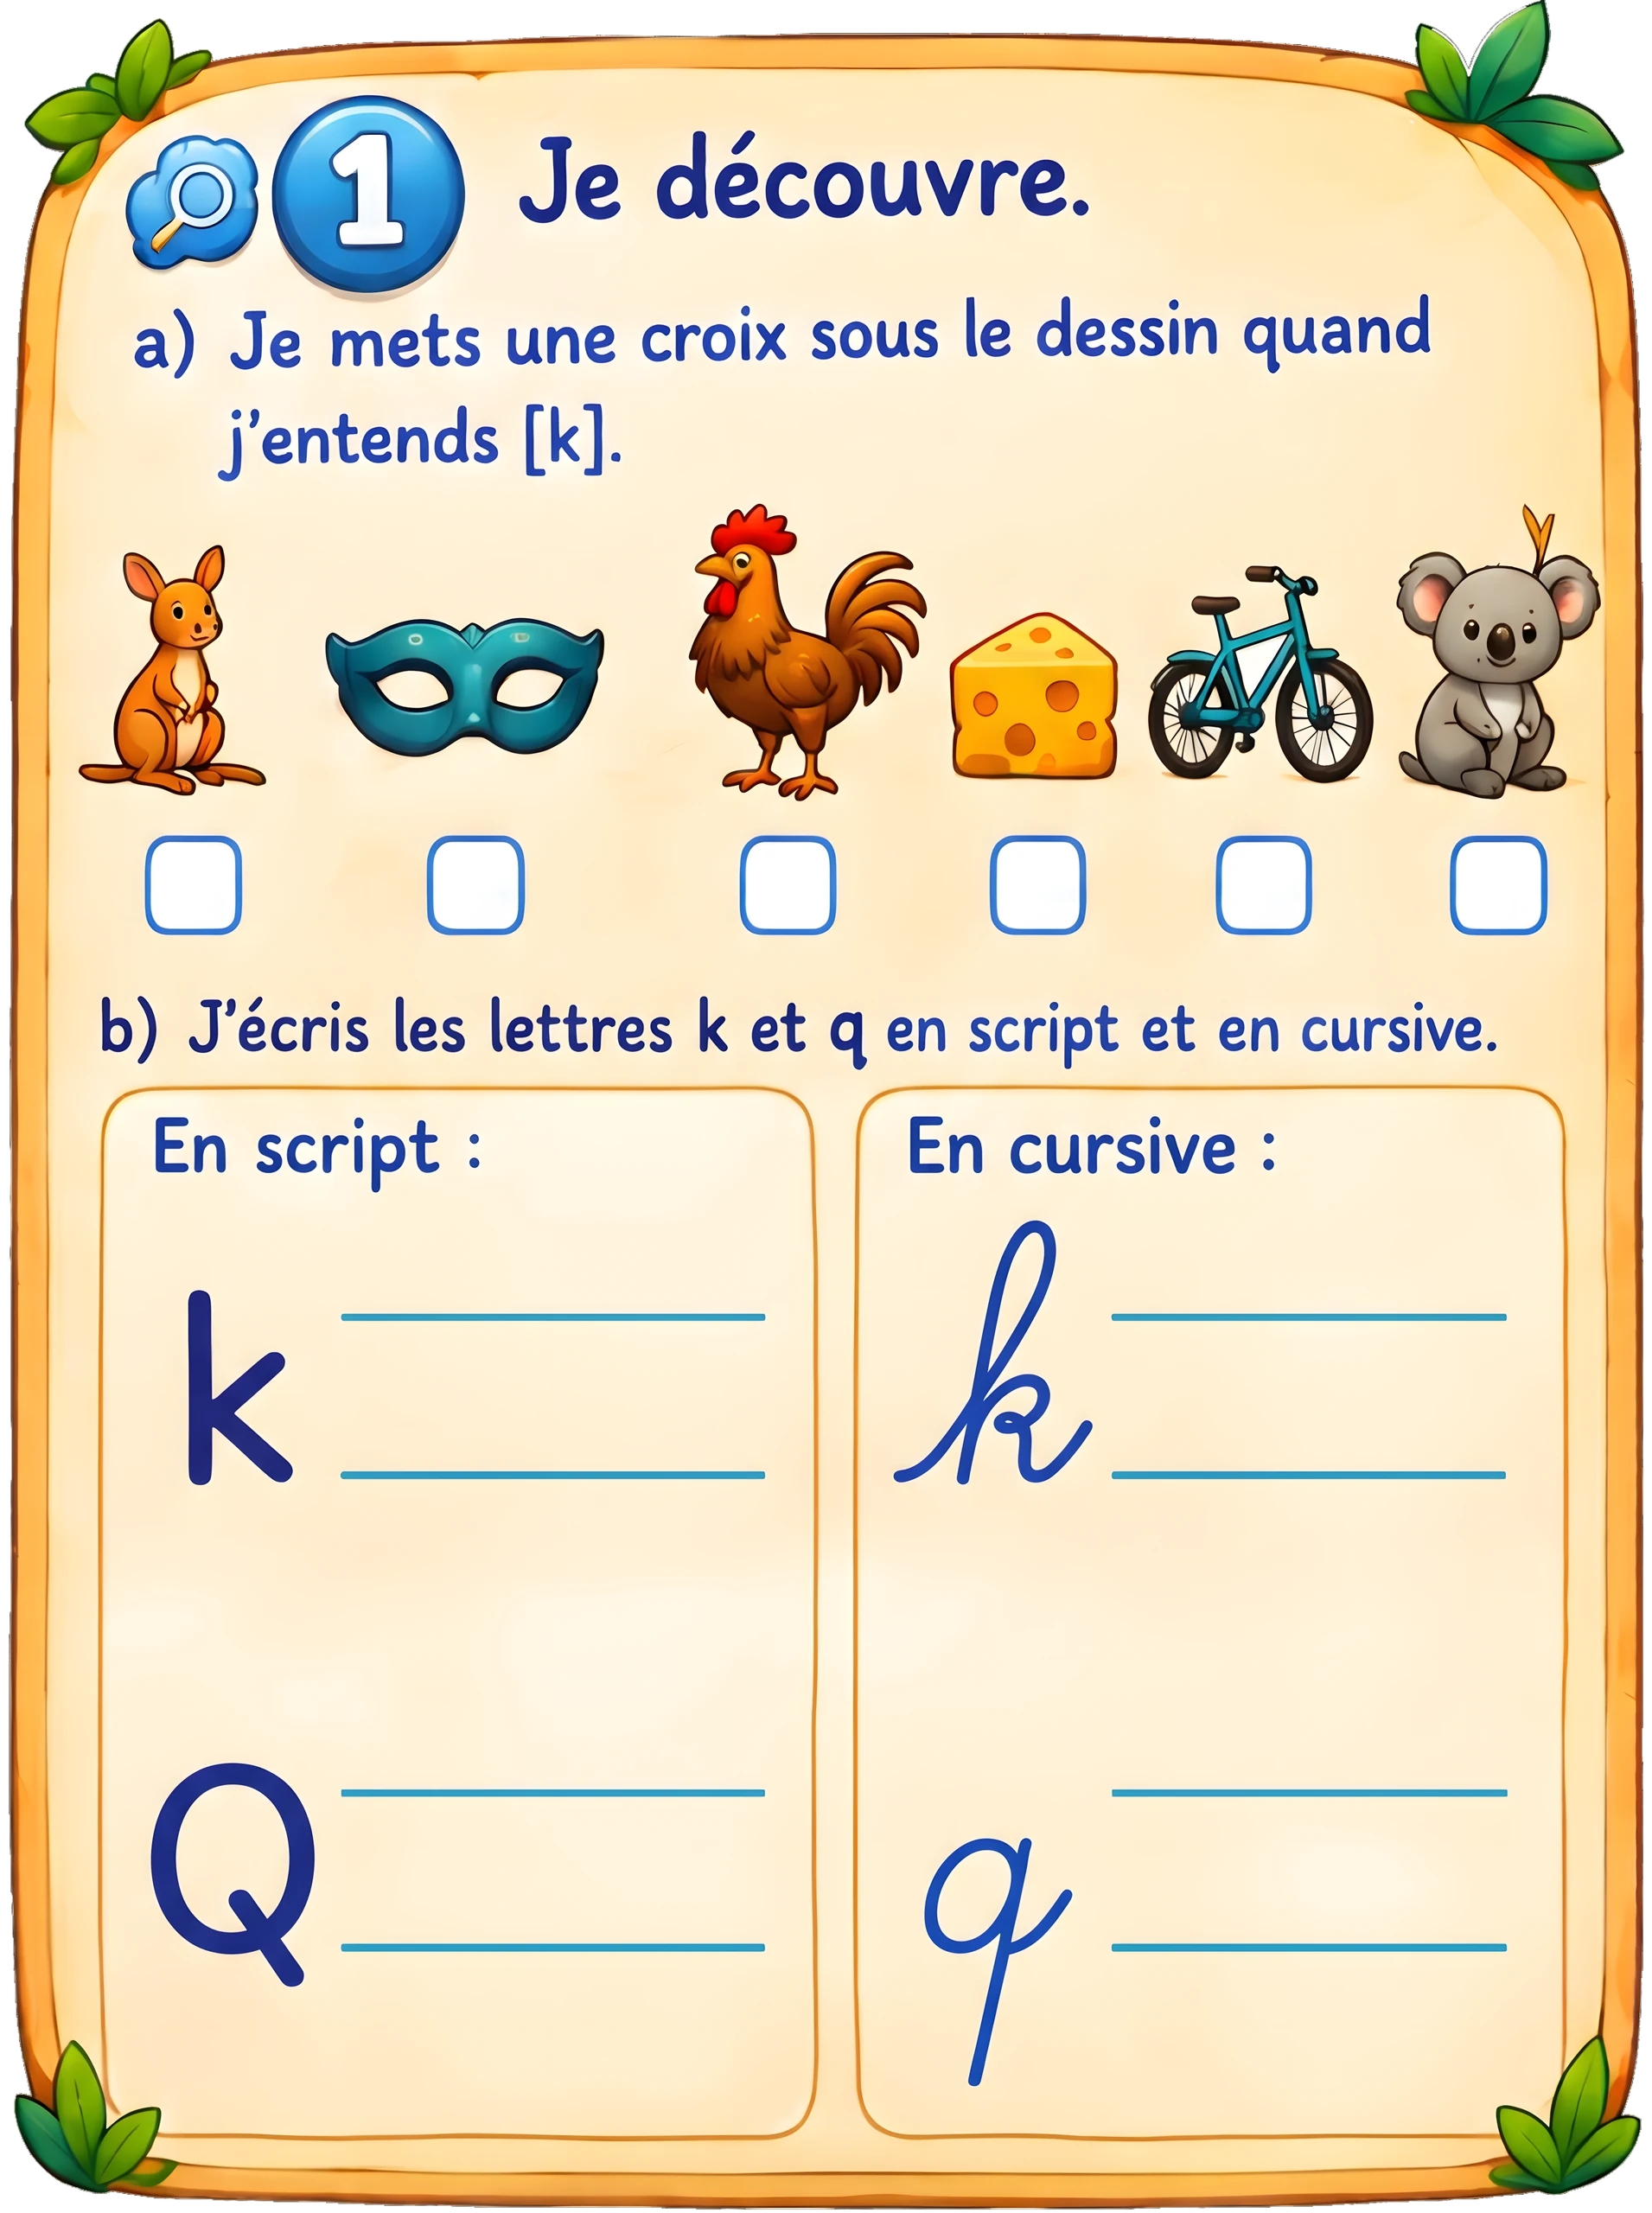 1 Je découvre.
a) Je mets une croix sous le dessin quand
j’entends [k].
b) J’écris les lettres k et q en script et en cursive.
En script :
En cursive :
k
k
Q
q